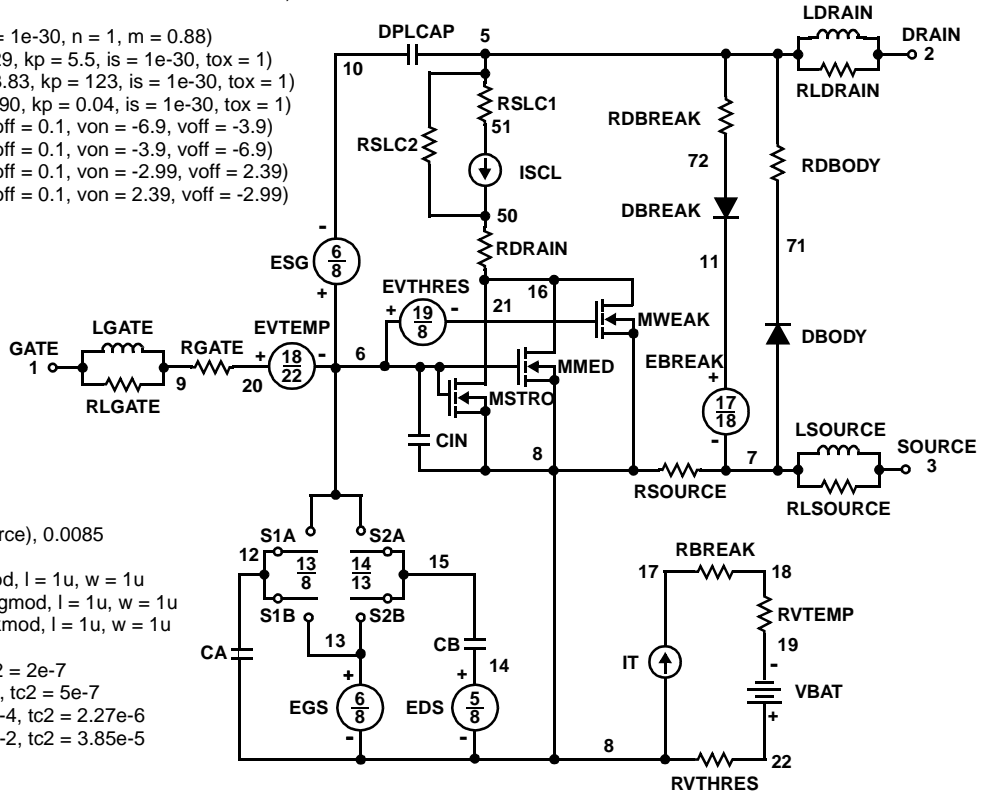 = 1e-30, n = 1, m = 0.88)
29, kp = 5.5, is = 1e-30, tox = 1)
3.83, kp = 123, is = 1e-30, tox = 1)
90, kp = 0.04, is = 1e-30, tox = 1)
off = 0.1, von = -6.9, voff = -3.9)
off = 0.1, von = -3.9, voff = -6.9)
off = 0.1, von = -2.99, voff = 2.39)
off = 0.1, von = 2.39, voff = -2.99)
rce), 0.0085
od, l = 1u, w = 1u
gmod, l = 1u, w = 1u
kmod, l = 1u, w = 1u
2 = 2e-7
, tc2 = 5e-7
-4, tc2 = 2.27e-6
-2, tc2 = 3.85e-5
LDRAIN
DPLCAP
5
DRAIN
2
10
RLDRAIN
RSLC1
51
RDBREAK
RSLC2
72
RDBODY
ISCL
DBREAK
50
71
-
RDRAIN
6
8
ESG
11
+
EVTHRES
16
+
19
8
-
21
MWEAK
LGATE
EVTEMP
DBODY
GATE
1
RGATE
+
18
22
-
6
MMED
EBREAK
+
9
20
RLGATE
MSTRO
17
18
LSOURCE
CIN
-
SOURCE
8
7
3
RSOURCE
RLSOURCE
S1A
S2A
12
13
8
14
13
15
RBREAK
17
18
S1B
S2B
RVTEMP
13
CA
CB
19
IT
-
+
+
14
VBAT
EGS
6
8
EDS
5
8
+
-
-
8
22
RVTHRES